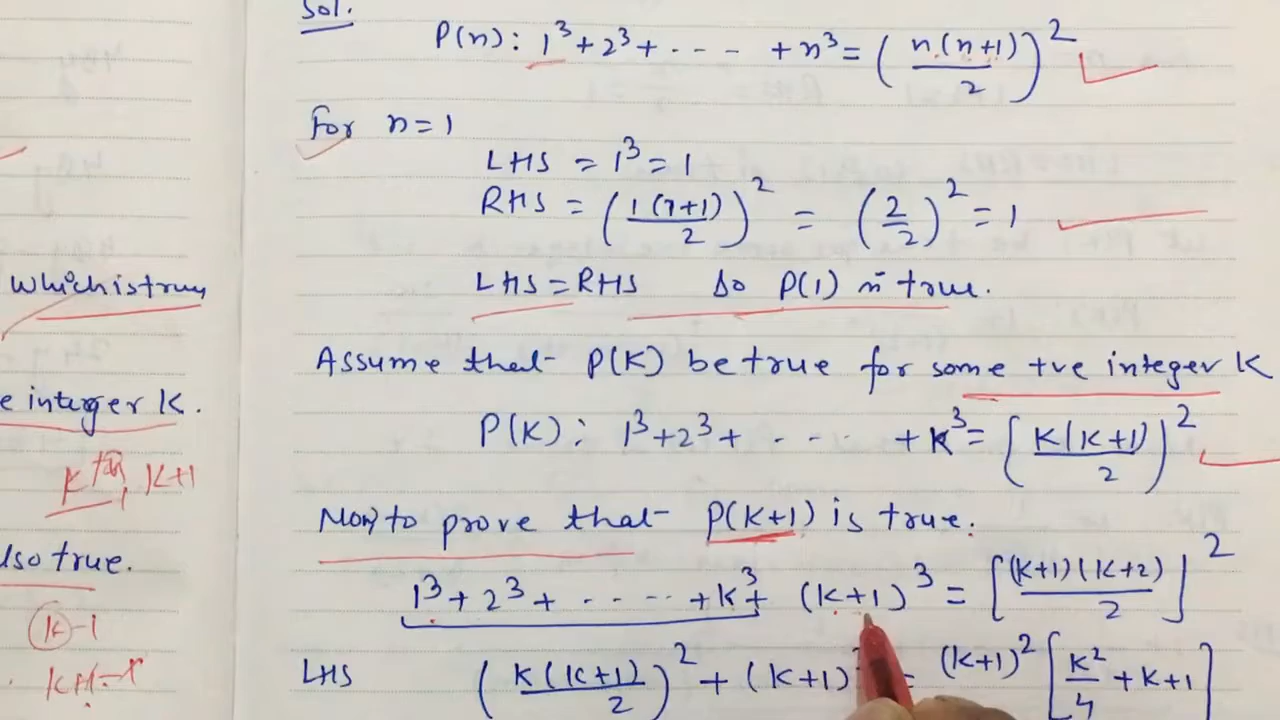 Which is true
e integer K.
Kth, K+1
lso true.
K-1
Sol.
P(n): 1³+2³+ - - - - +n³= (n(n+1)/2)²
For n=1
LHS = 1³=1
RHS = (1(1+1)/2)² = (2/2)² = 1
LHS=RHS so P(1) is true.
Assume that P(K) be true for some +ve integer K
P(K): 1³+2³+ - - - - +K³= [K(K+1)/2)²
Now to prove that P(K+1) is true.
1³+2³+ - - - - - +K³+ (K+1)³ = [(K+1)(K+2)/2]²
LHS (K(K+1)/2)² + (K+1) = (K+1)² [K²/4 +K+1]